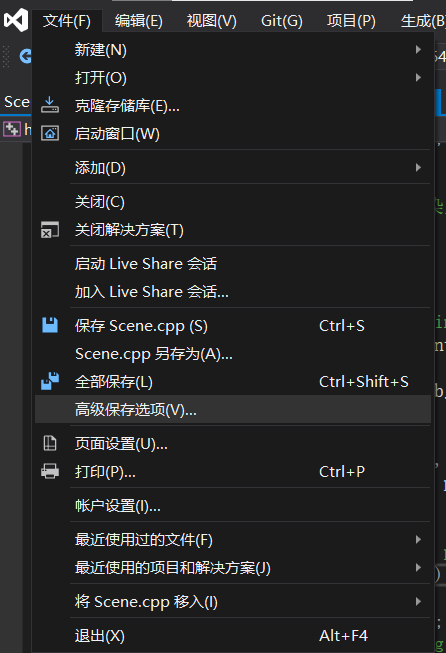 文件(F) 编辑(E) 视图(V) Git(G) 项目(P) 生成(B
新建(N)
打开(O)
64
Sce
克隆存储库(E)...
h
启动窗口(W)
添加(D)
关闭(C)
关闭解决方案(T)
启动 Live Share 会话
加入 Live Share 会话...
保存 Scene.cpp (S) Ctrl+S
Scene.cpp 另存为(A)...
全部保存(L) Ctrl+Shift+S
高级保存选项(V)...
页面设置(U)...
打印(P)... Ctrl+P
帐户设置(I)...
最近使用过的文件(F)
最近使用的项目和解决方案(J)
将 Scene.cpp 移入(I)
退出(X) Alt+F4